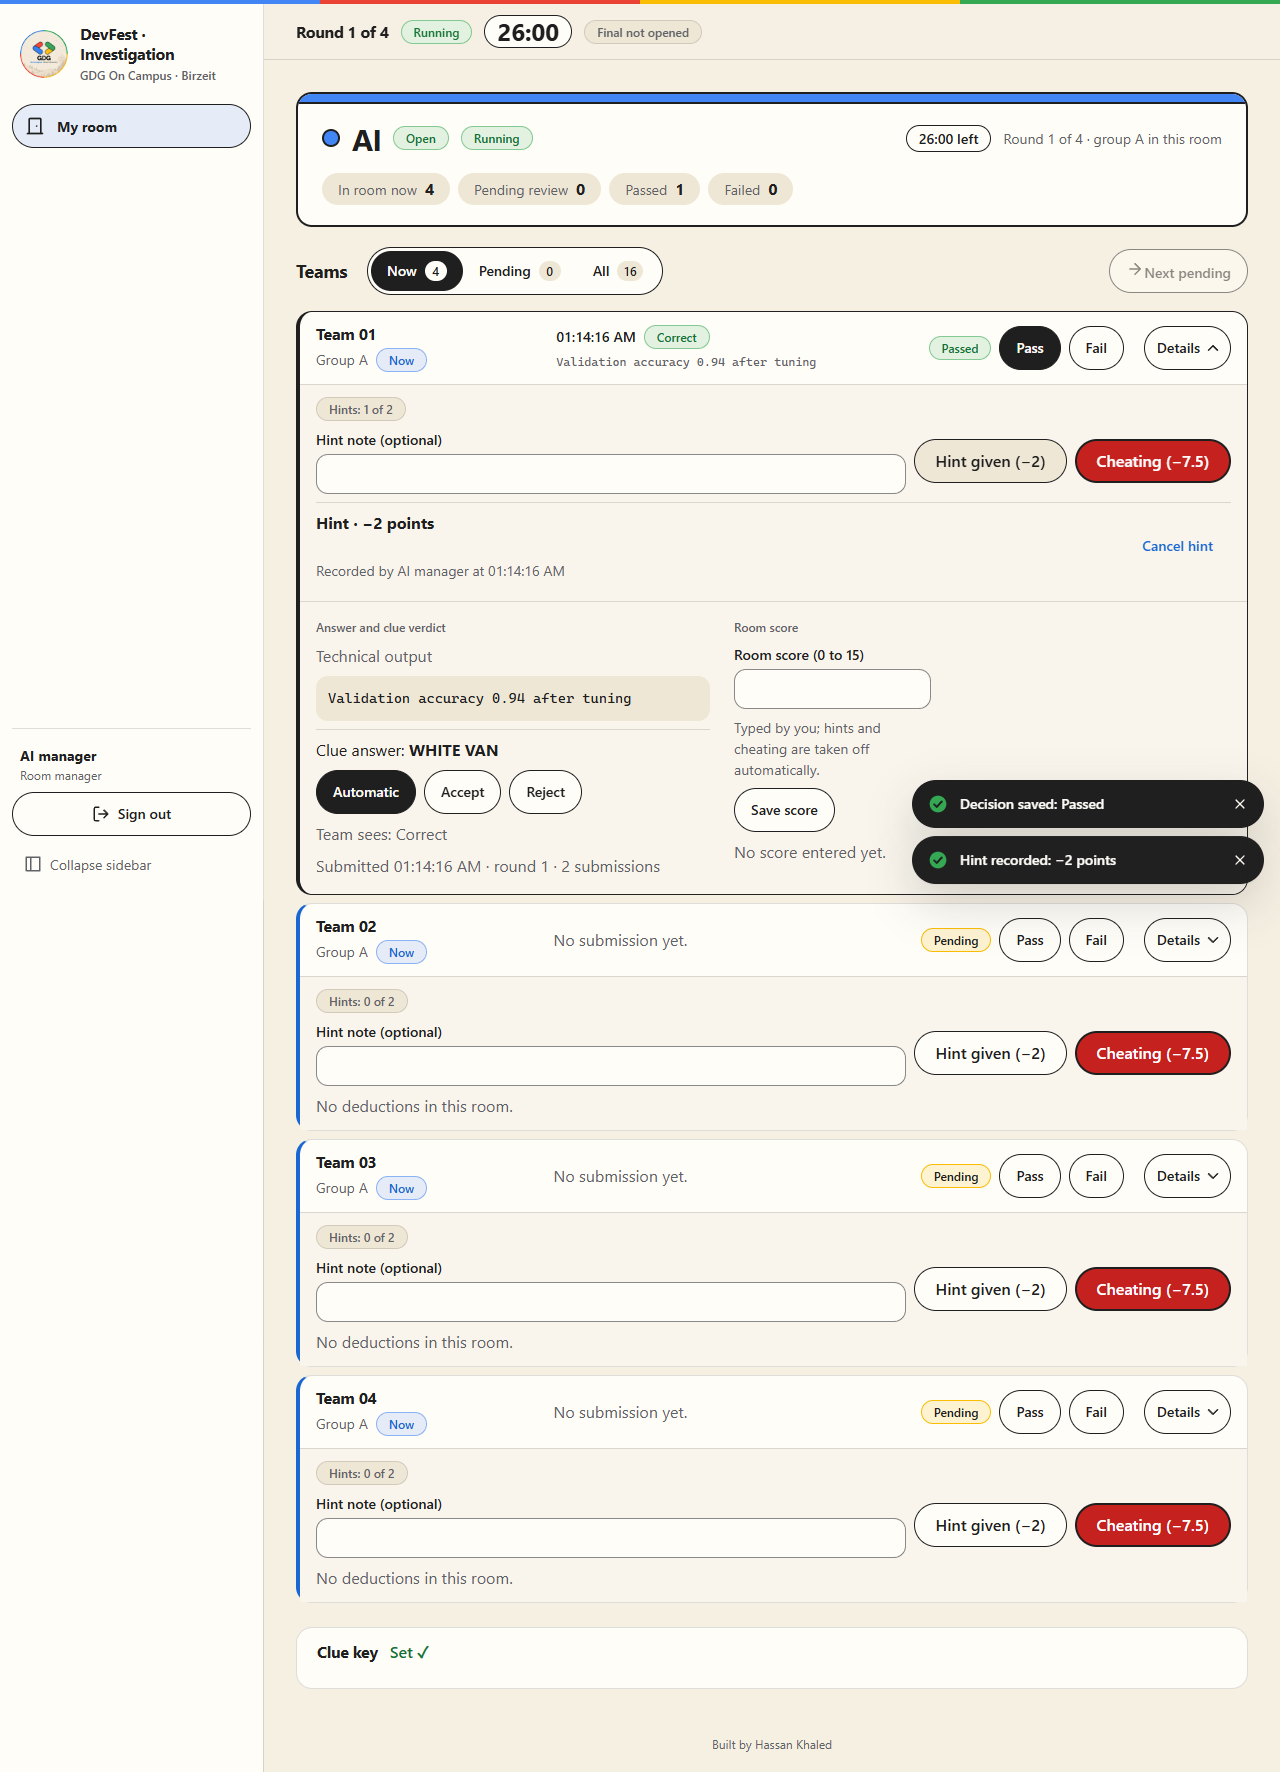 DevFest ·
Investigation
GDG On Campus · Birzeit
My room
AI manager
Room manager
Sign out
Collapse sidebar
Round 1 of 4 Running 26:00 Final not opened
AI Open Running 26:00 left Round 1 of 4 · group A in this room
In room now 4 Pending review 0 Passed 1 Failed 0
Teams Now 4 Pending 0 All 16 Next pending
Team 01
Group A Now
01:14:16 AM Correct
Validation accuracy 0.94 after tuning
Passed Pass Fail Details
Hints: 1 of 2
Hint note (optional)
Hint given (−2) Cheating (−7.5)
Hint · −2 points
Cancel hint
Recorded by AI manager at 01:14:16 AM
Answer and clue verdict
Technical output
Validation accuracy 0.94 after tuning
Clue answer: WHITE VAN
Automatic Accept Reject
Team sees: Correct
Submitted 01:14:16 AM · round 1 · 2 submissions
Room score
Room score (0 to 15)
Typed by you; hints and
cheating are taken off
automatically.
Save score
No score entered yet.
Decision saved: Passed
Hint recorded: −2 points
Team 02
Group A Now
No submission yet.
Pending Pass Fail Details
Hints: 0 of 2
Hint note (optional)
Hint given (−2) Cheating (−7.5)
No deductions in this room.
Team 03
Group A Now
No submission yet.
Pending Pass Fail Details
Hints: 0 of 2
Hint note (optional)
Hint given (−2) Cheating (−7.5)
No deductions in this room.
Team 04
Group A Now
No submission yet.
Pending Pass Fail Details
Hints: 0 of 2
Hint note (optional)
Hint given (−2) Cheating (−7.5)
No deductions in this room.
Clue key Set ✓
Built by Hassan Khaled